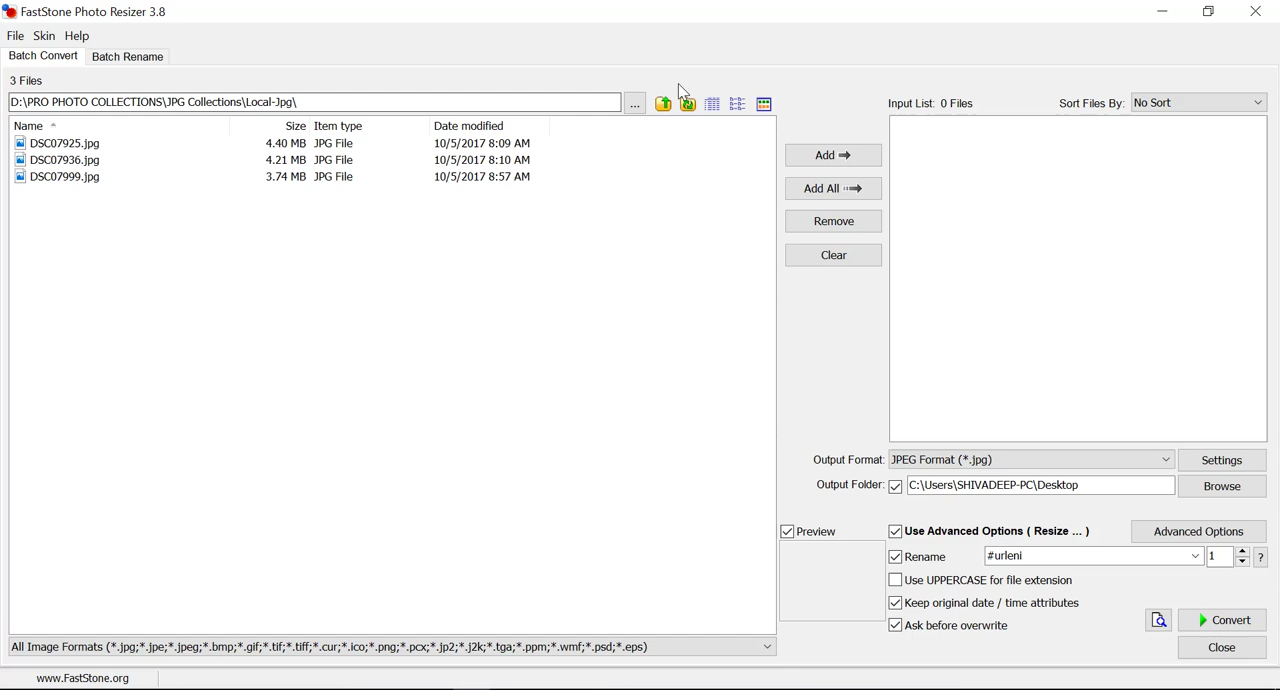 FastStone Photo Resizer 3.8
File Skin Help
Batch Convert Batch Rename
3 Files
D:\PRO PHOTO COLLECTIONS\JPG Collections\Local-Jpg\ ...
Input List: 0 Files Sort Files By: No Sort
Name Size Item type Date modified
DSC07925.jpg 4.40 MB JPG File 10/5/2017 8:09 AM
DSC07936.jpg 4.21 MB JPG File 10/5/2017 8:10 AM
DSC07999.jpg 3.74 MB JPG File 10/5/2017 8:57 AM
Add
Add All
Remove
Clear
Output Format: JPEG Format (*.jpg) Settings
Output Folder: C:\Users\SHIVADEEP-PC\Desktop Browse
Preview
Use Advanced Options ( Resize ... ) Advanced Options
Rename #urleni 1 ?
Use UPPERCASE for file extension
Keep original date / time attributes
Ask before overwrite
Convert
Close
All Image Formats (*.jpg;*.jpe;*.jpeg;*.bmp;*.gif;*.tif;*.tiff;*.cur;*.ico;*.png;*.pcx;*.jp2;*.j2k;*.tga;*.ppm;*.wmf;*.psd;*.eps)
www.FastStone.org